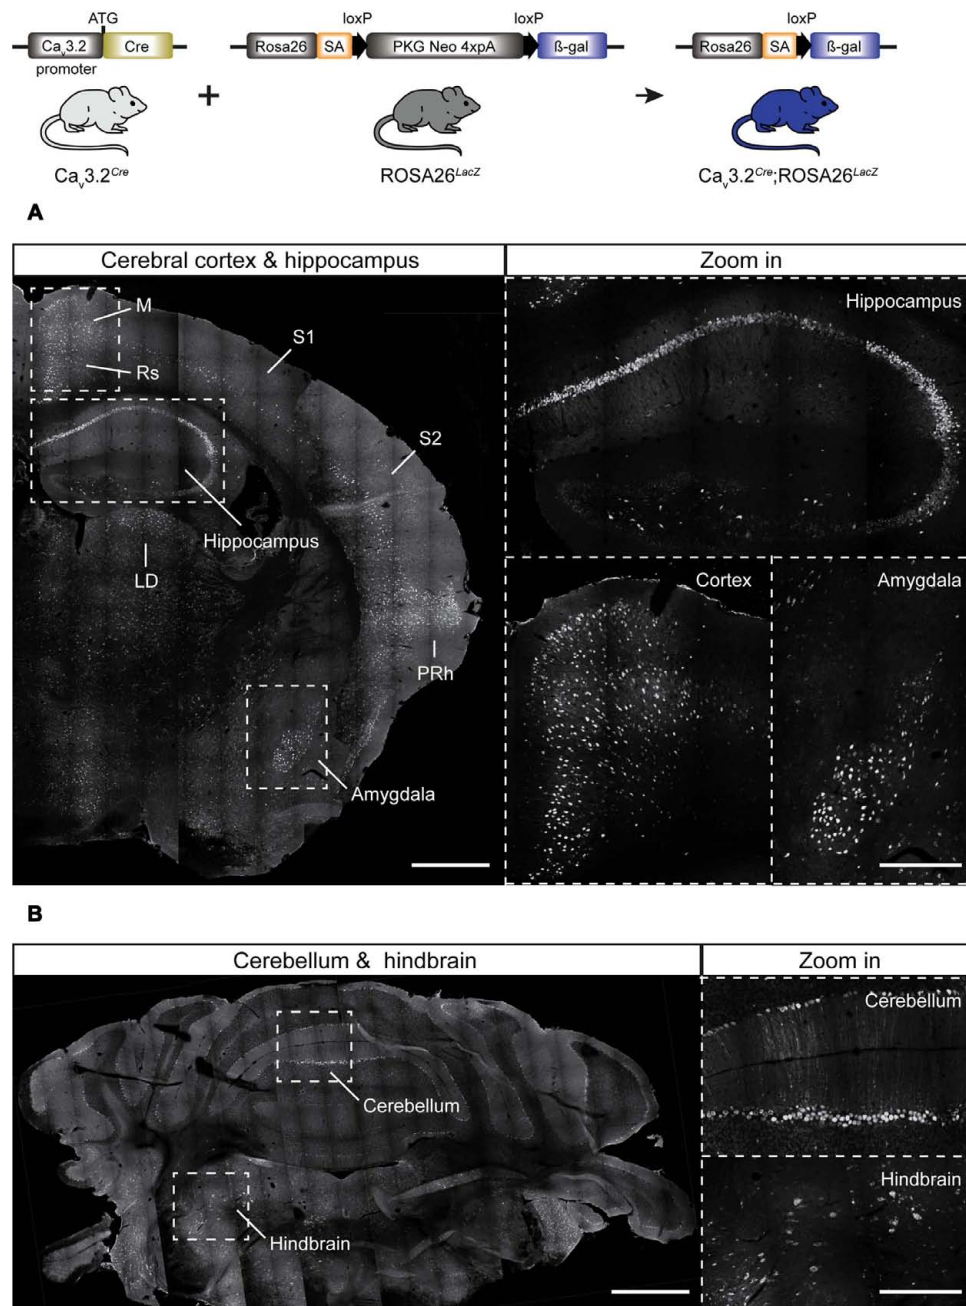 ATG
loxP
loxP
loxP
Caᵥ3.2
Cre
Rosa26
SA
PKG Neo 4xpA
ß-gal
Rosa26
SA
ß-gal
promoter
+
Caᵥ3.2Cre
ROSA26LacZ
Caᵥ3.2Cre;ROSA26LacZ
A
Cerebral cortex & hippocampus
Zoom in
M
Rs
S1
S2
Hippocampus
LD
PRh
Amygdala
Hippocampus
Cortex
Amygdala
B
Cerebellum & hindbrain
Zoom in
Cerebellum
Hindbrain
Cerebellum
Hindbrain